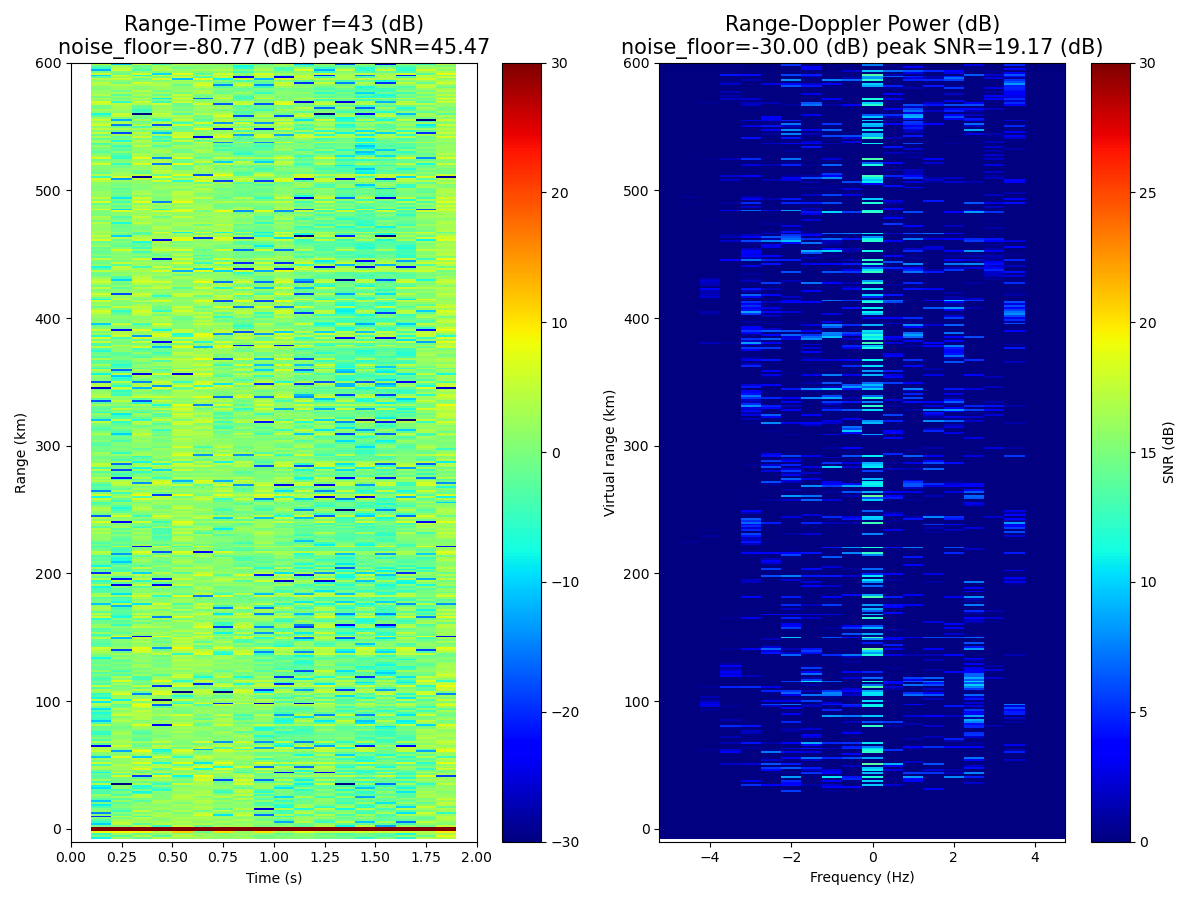 Range-Time Power f=43 (dB)
noise_floor=-80.77 (dB) peak SNR=45.47
Range (km)
600
500
400
300
200
100
0
0.00 0.25 0.50 0.75 1.00 1.25 1.50 1.75 2.00
Time (s)
30
20
10
0
−10
−20
−30
Range-Doppler Power (dB)
noise_floor=-30.00 (dB) peak SNR=19.17 (dB)
Virtual range (km)
600
500
400
300
200
100
0
−4 −2 0 2 4
Frequency (Hz)
30
25
20
15
10
5
0
SNR (dB)